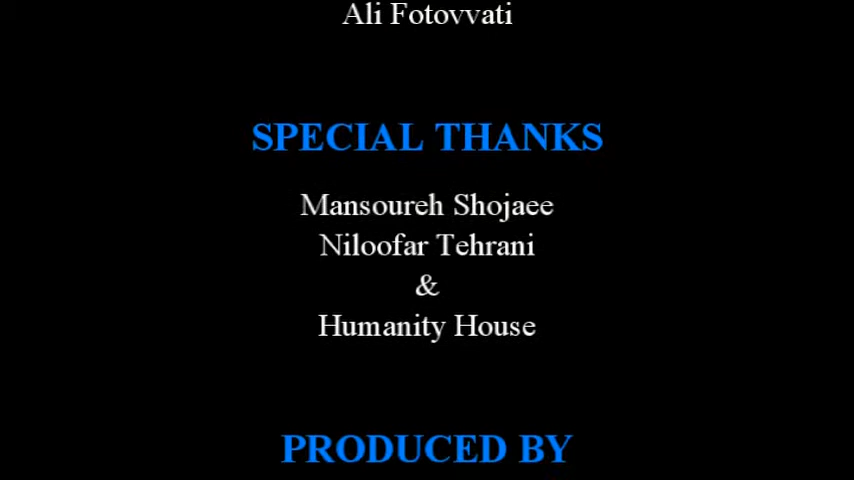 Ali Fotovvati
SPECIAL THANKS
Mansoureh Shojaee
Niloofar Tehrani
&
Humanity House
PRODUCED BY